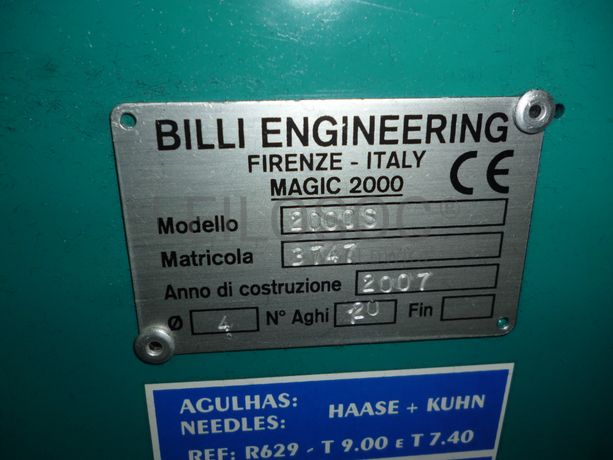 BILLI ENGINEERING
FIRENZE - ITALY
MAGIC 2000
CE
Modello 2000S
Matricola 3747
Anno di costruzione 2007
Ø 4 N° Aghi 20 Fin
AGULHAS: HAASE + KUHN
NEEDLES:
REF: R629 - T 9.00 E T 7.40